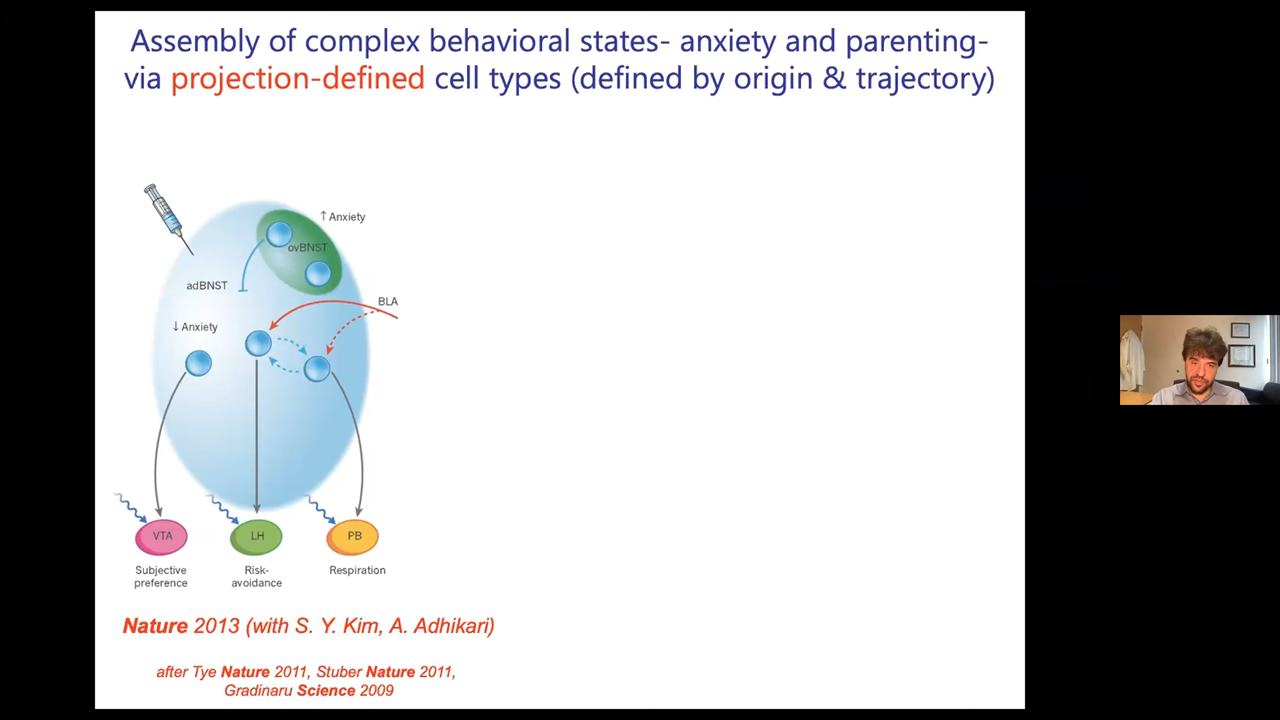 Assembly of complex behavioral states- anxiety and parenting-
via projection-defined cell types (defined by origin & trajectory)
↑ Anxiety
ovBNST
adBNST
BLA
↓ Anxiety
VTA
LH
PB
Subjective
preference
Risk-
avoidance
Respiration
Nature 2013 (with S. Y. Kim, A. Adhikari)
after Tye Nature 2011, Stuber Nature 2011,
Gradinaru Science 2009